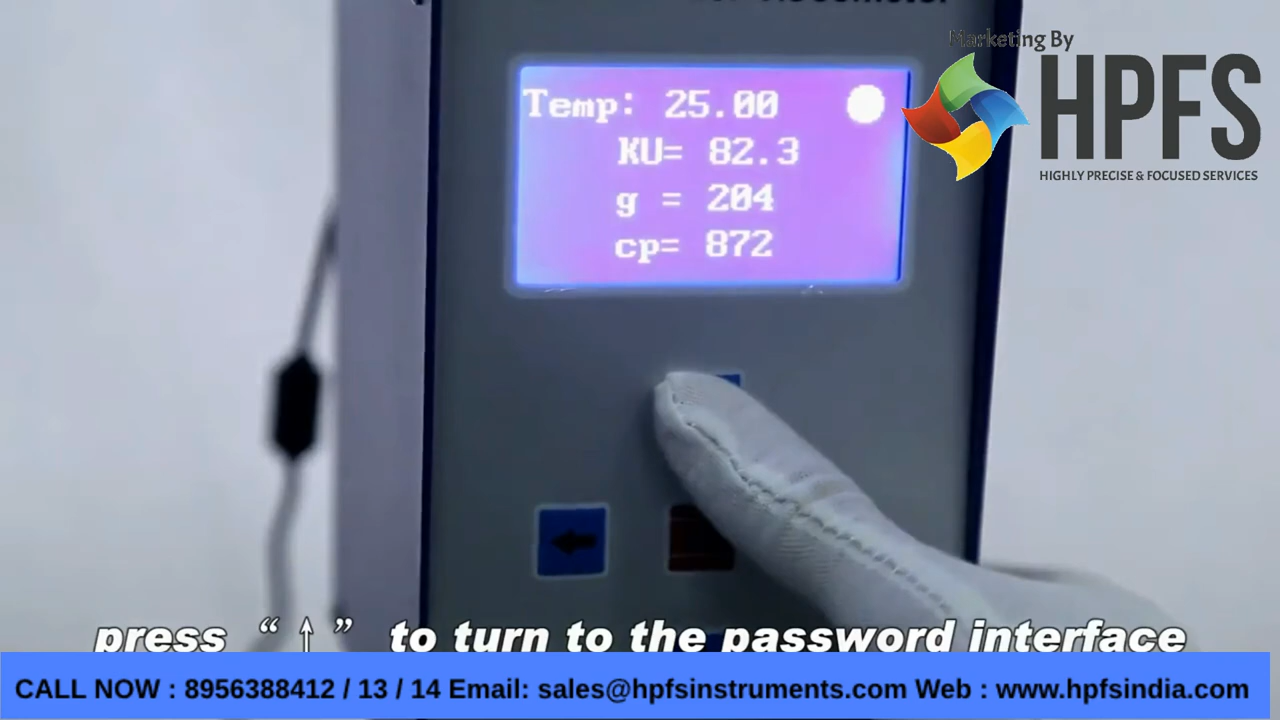 Marketing By
HPFS
HIGHLY PRECISE & FOCUSED SERVICES
Temp: 25.00
KU= 82.3
g = 204
cp= 872
press “ ↑ ” to turn to the password interface
CALL NOW : 8956388412 / 13 / 14 Email: sales@hpfsinstruments.com Web : www.hpfsindia.com